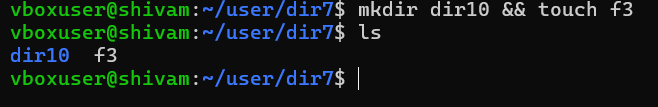 vboxuser@shivam:~/user/dir7$ mkdir dir10 && touch f3
vboxuser@shivam:~/user/dir7$ ls
dir10  f3
vboxuser@shivam:~/user/dir7$